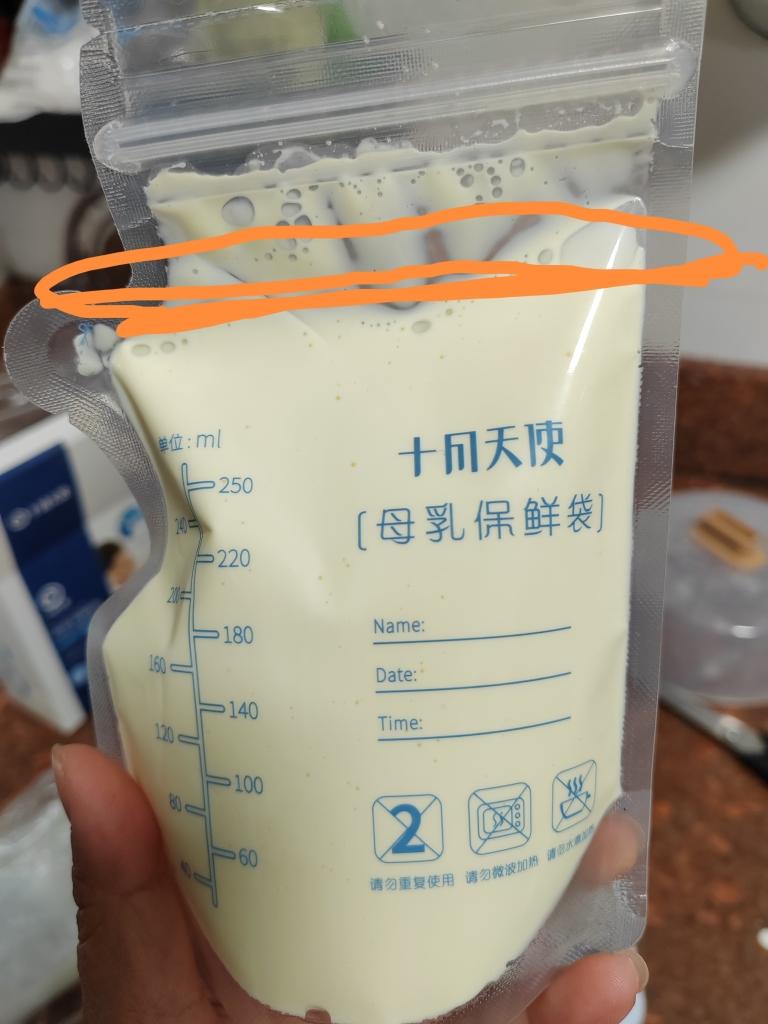 单位：ml
十月天使
[母乳保鲜袋]
250
240
220
200
180
160
140
120
100
80
60
40
Name:
Date:
Time:
2
请勿重复使用
请勿微波加热
请勿水煮加热